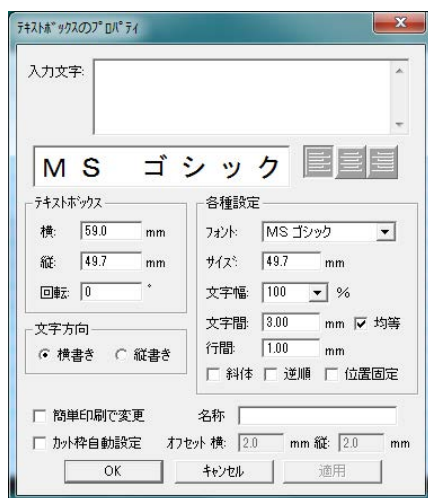 ﾃｷｽﾄﾎﾞｯｸｽのﾌﾟﾛﾊﾟﾃｨ
入力文字:
ＭＳ ゴシック
ﾃｷｽﾄﾎﾞｯｸｽ
横: 59.0 mm
縦: 49.7 mm
回転: 0 °
文字方向
横書き 縦書き
各種設定
ﾌｫﾝﾄ: MS ゴシック
ｻｲｽﾞ: 49.7 mm
文字幅: 100 %
文字間: 3.00 mm 均等
行間: 1.00 mm
斜体 逆順 位置固定
簡単印刷で変更 名称
ｶｯﾄ枠自動設定 ｵﾌｾｯﾄ 横: 2.0 mm 縦: 2.0 mm
OK ｷｬﾝｾﾙ 適用